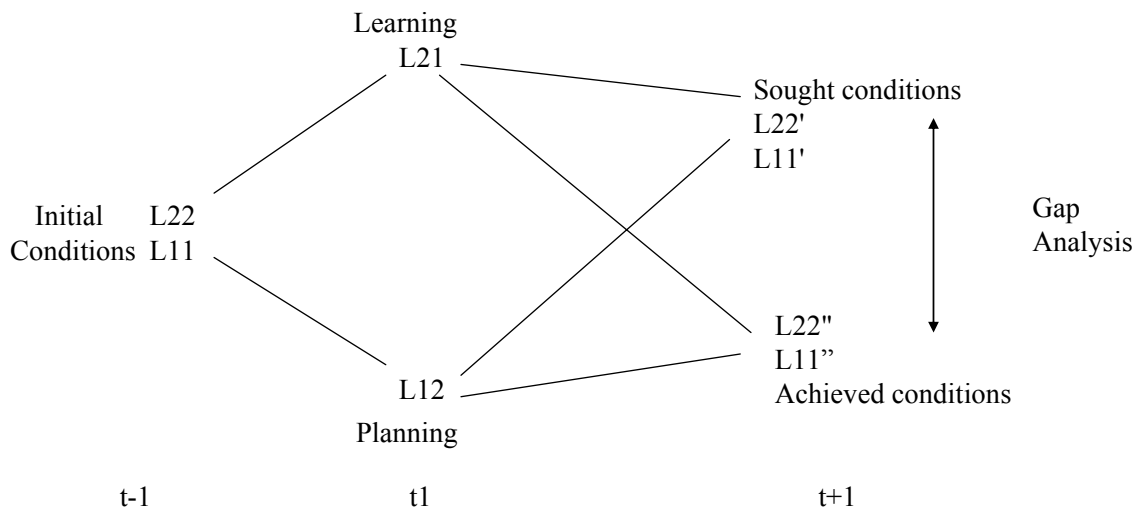 Learning
L21
Sought conditions
L22'
L11'
Initial L22
Conditions L11
Gap
Analysis
L22"
L11”
Achieved conditions
L12
Planning
t-1 t1 t+1